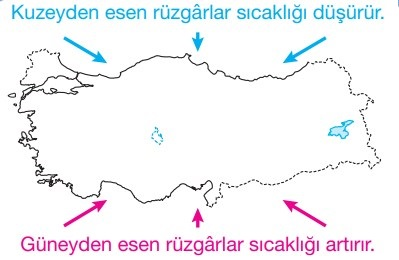 Kuzeyden esen rüzgârlar sıcaklığı düşürür.
Güneyden esen rüzgârlar sıcaklığı artırır.